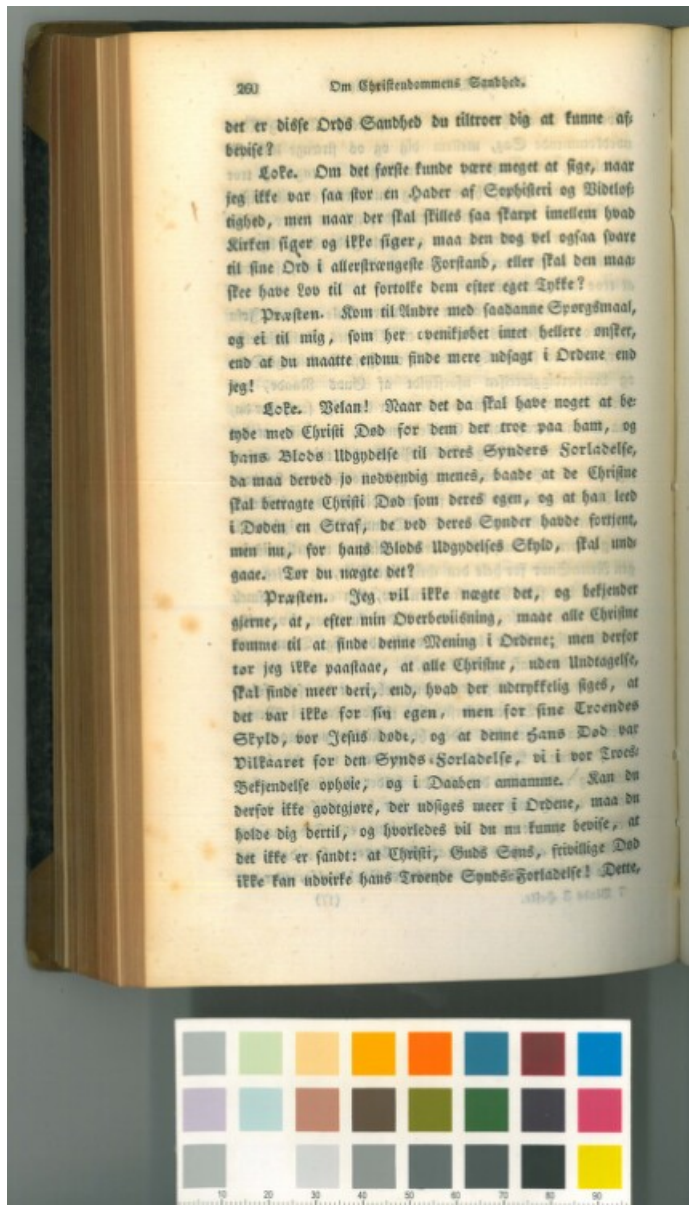 260 Om Christendommens Sandhed.
det er disse Ords Sandhed du tiltroer dig at kunne af-
bevise?
Loke. Om det første kunde være meget at sige, naar
jeg ikke var saa stor en Hader af Sophisteri og Vidtløf-
tighed, men naar der skal skilles saa skarpt imellem hvad
Kirken siger og ikke siger, maa den dog vel ogsaa svare
til sine Ord i allerstrængeste Forstand, eller skal den maa-
skee have Lov til at fortolke dem efter eget Tykke?
Præsten. Kom til Andre med saadanne Spørgsmaal,
og ei til mig, som her ovenikjøbet intet hellere ønsker,
end at du maatte endnu finde mere udsagt i Ordene end
jeg!
Loke. Velan! Naar det da skal have noget at be-
tyde med Christi Død for dem der troe paa ham, og
hans Blods Udgydelse til deres Synders Forladelse,
da maa derved jo nødvendig menes, baade at de Christne
skal betragte Christi Død som deres egen, og at han leed
i Døden en Straf, de ved deres Synder havde fortjent,
men nu, for hans Blods Udgydelses Skyld, skal und-
gaae. Tør du nægte det?
Præsten. Jeg vil ikke nægte det, og bekjender
gjerne, at, efter min Overbeviisning, maae alle Christne
komme til at finde denne Mening i Ordene; men derfor
tør jeg ikke paastaae, at alle Christne, uden Undtagelse,
skal finde meer deri, end, hvad der udtrykkelig siges, at
det var ikke for sin egen, men for sine Troendes
Skyld, vor Jesus døde, og at denne Hans Død var
Vilkaaret for den Synds-Forladelse, vi i vor Troes-
Bekjendelse ophøie, og i Daaben annamme. Kan du
derfor ikke godtgjøre, der udsiges meer i Ordene, maa du
holde dig dertil, og hvorledes vil du nu kunne bevise, at
det ikke er sandt: at Christi, Guds Søns, frivillige Død
ikke kan udvirke hans Troende Synds-Forladelse! Dette,
10 20 30 40 50 60 70 80 90